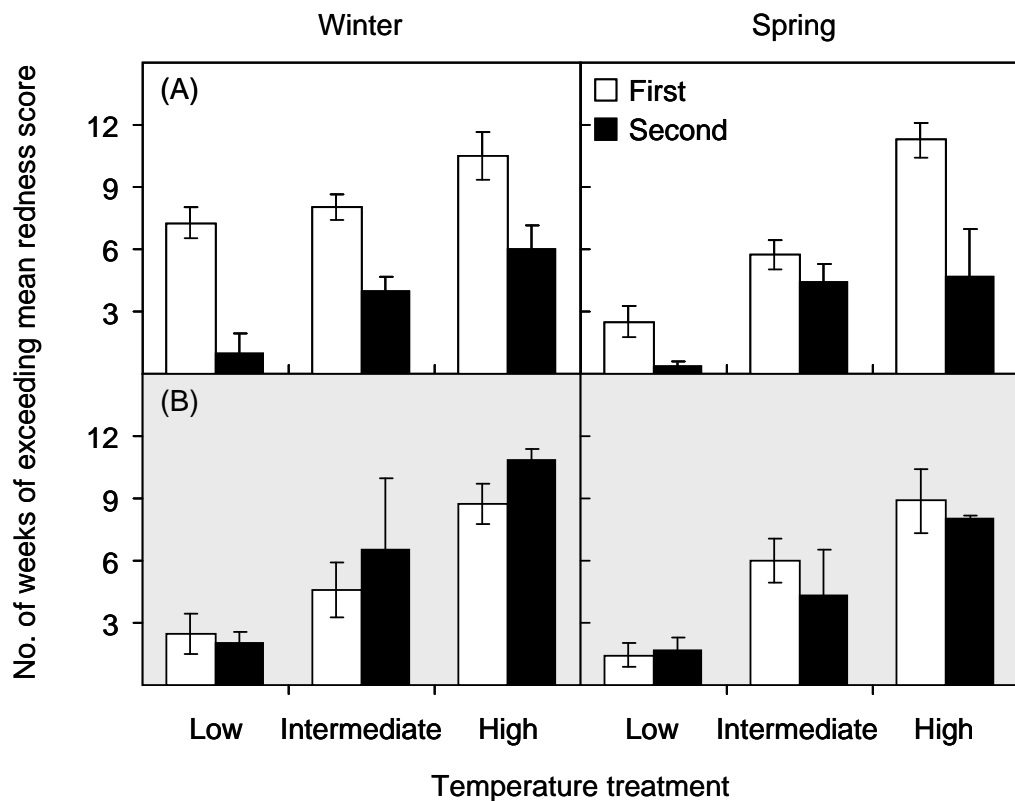 Winter
Spring
No. of weeks of exceeding mean redness score
(A)
First
Second
12
9
6
3
(B)
12
9
6
3
Low Intermediate High Low Intermediate High
Temperature treatment